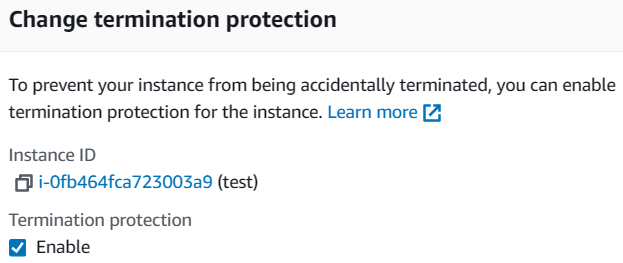 Change termination protection
To prevent your instance from being accidentally terminated, you can enable
termination protection for the instance. Learn more
Instance ID
i-0fb464fca723003a9 (test)
Termination protection
Enable